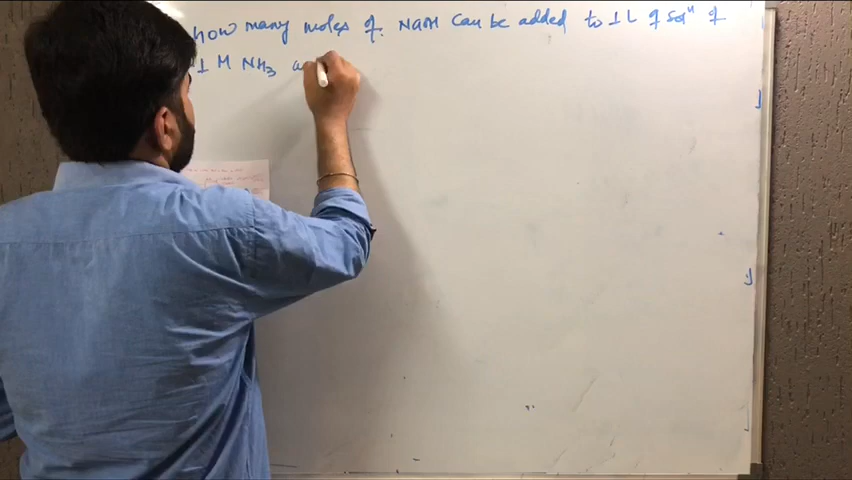 how many moles of NaOH can be added to 1 L of solⁿ of
1 M NH3 a